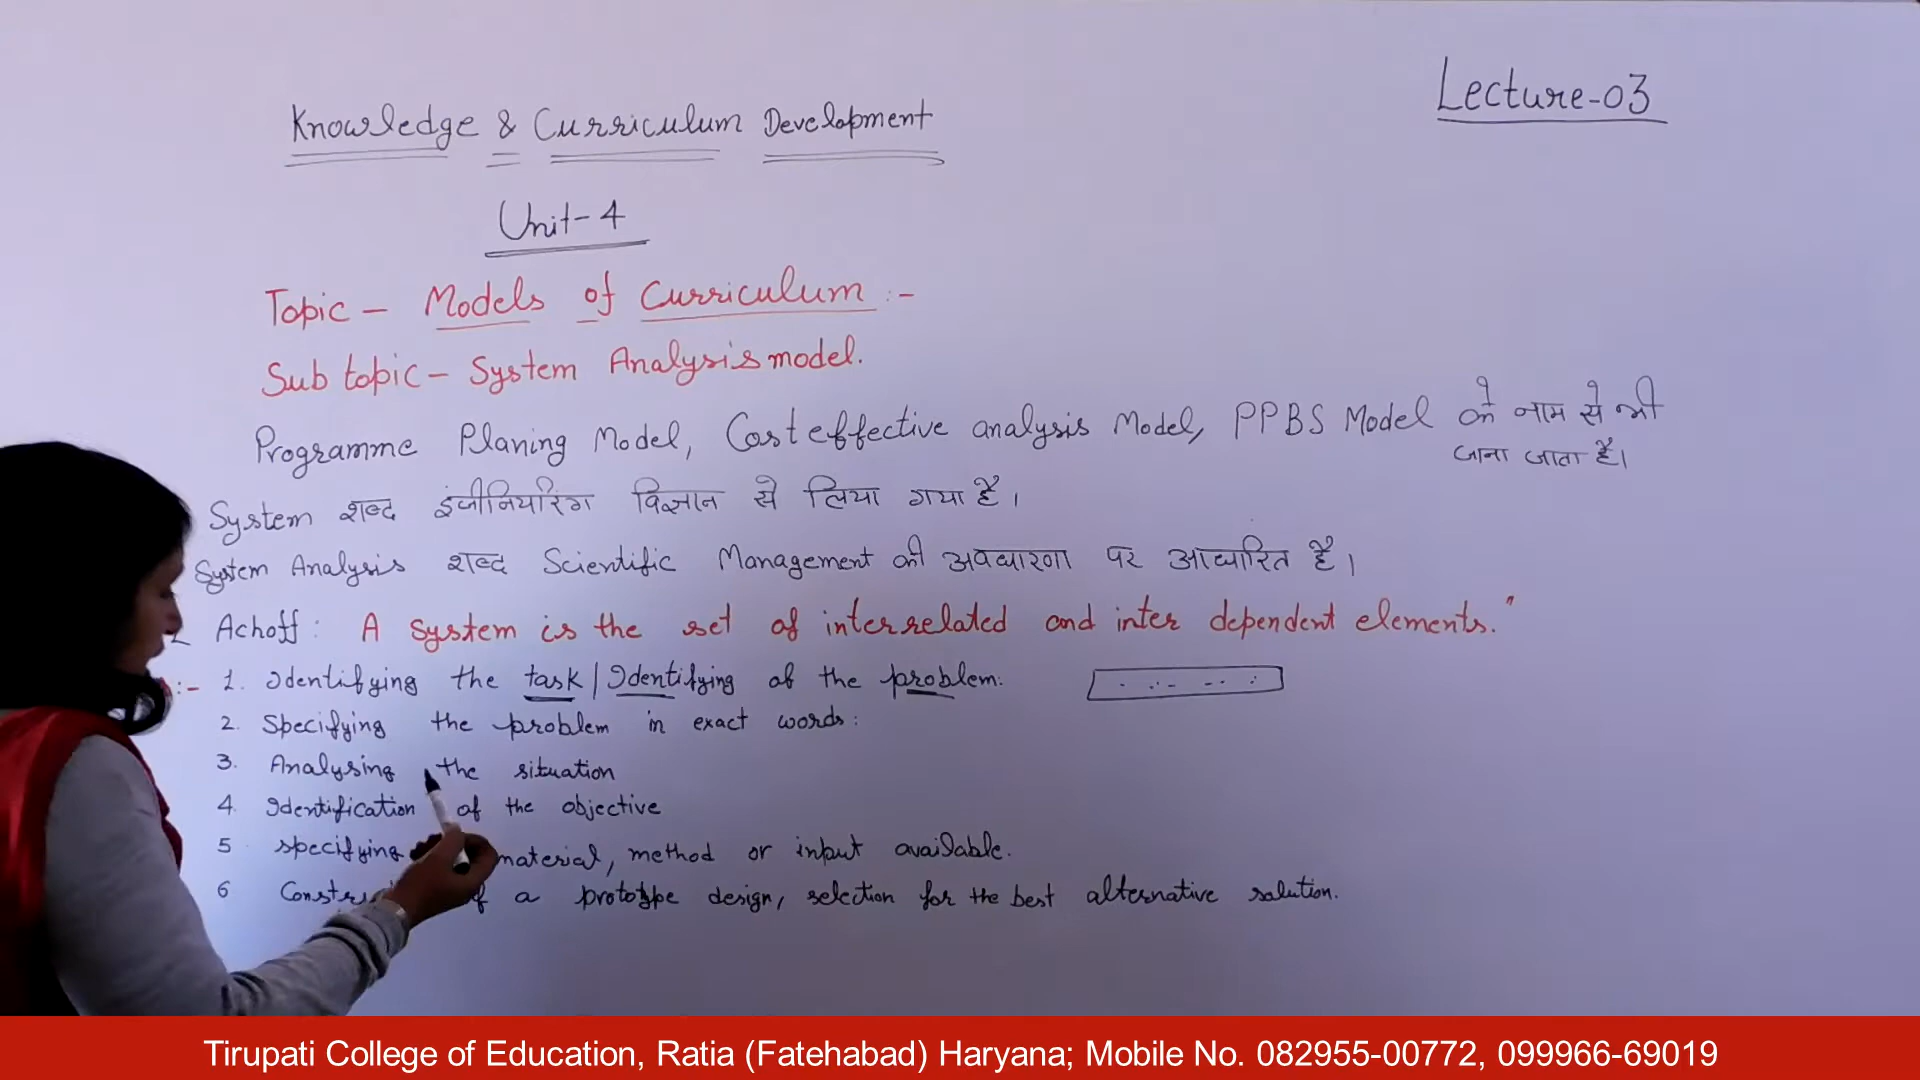 Lecture-03
Knowledge & Curriculum Development
Unit-4
Topic - Models of Curriculum :-
Sub topic - System Analysis model.
Programme Planing Model, Cost effective analysis Model, PPBS Model के नाम से भी
जाना जाता है।
System शब्द इंजीनियरिंग विज्ञान से लिया गया है।
System Analysis शब्द Scientific Management की अवधारणा पर आधारित है।
Achoff: A system is the set of interrelated and inter dependent elements."
:- 1. Identifying the task / Identifying of the problem.
2. Specifying the problem in exact words:
3. Analysing the situation
4. Identification of the objective
5 specifying material, method or input available.
6 a prototype design, selection for the best alternative solution.
Tirupati College of Education, Ratia (Fatehabad) Haryana; Mobile No. 082955-00772, 099966-69019